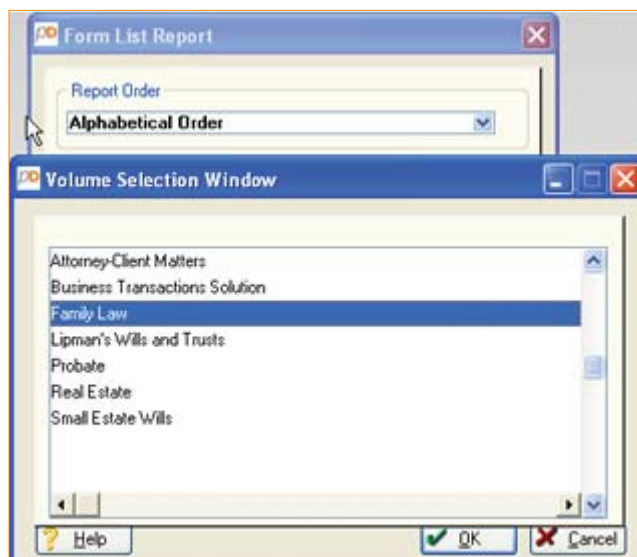 Form List Report
Report Order
Alphabetical Order
Volume Selection Window
Attorney-Client Matters
Business Transactions Solution
Family Law
Lipman's Wills and Trusts
Probate
Real Estate
Small Estate Wills
Help OK Cancel